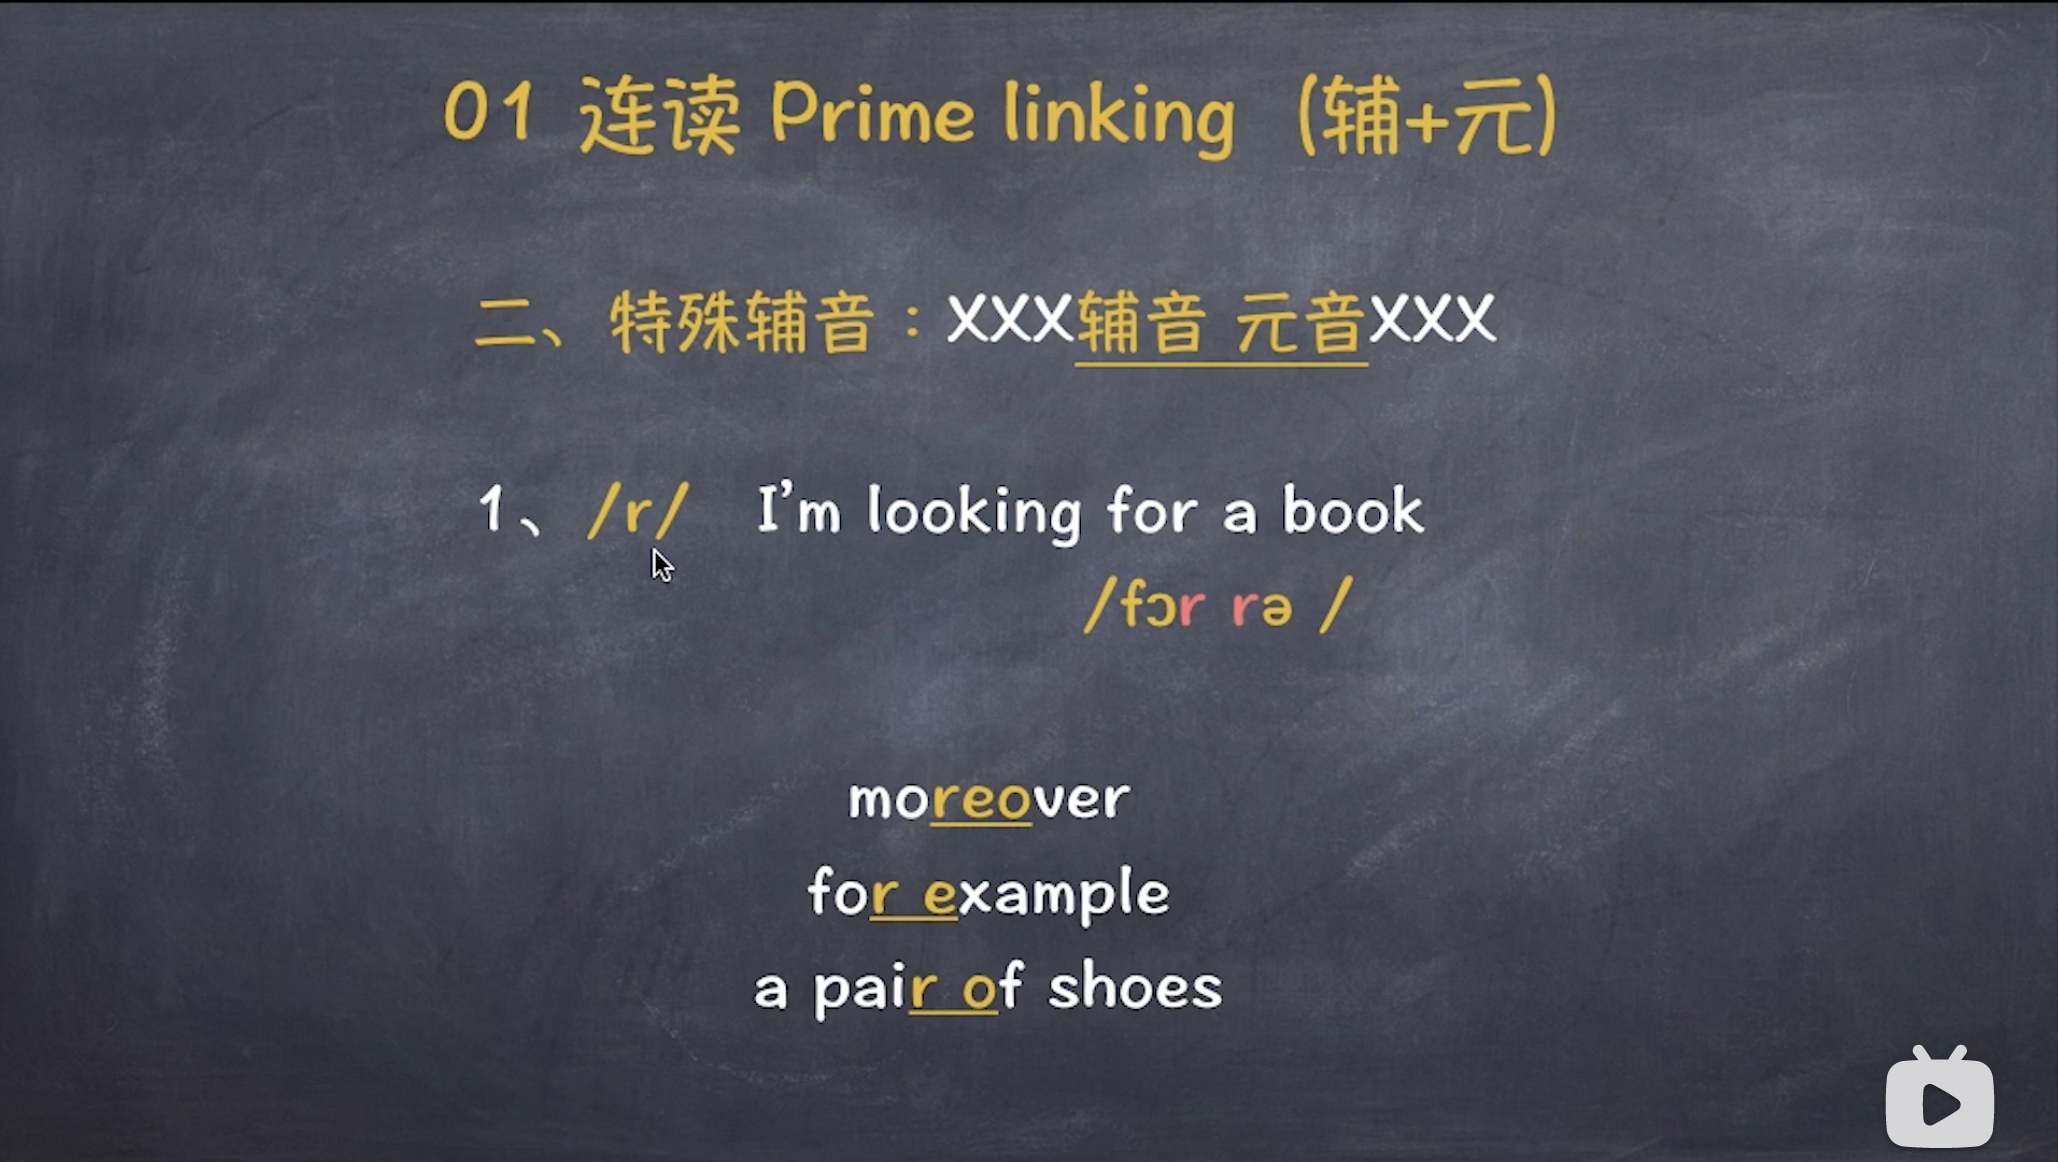 01 连读 Prime linking (辅+元)
二、特殊辅音：XXX辅音 元音XXX
1、/r/ I'm looking for a book
/fɔr rə /
moreover
for example
a pair of shoes